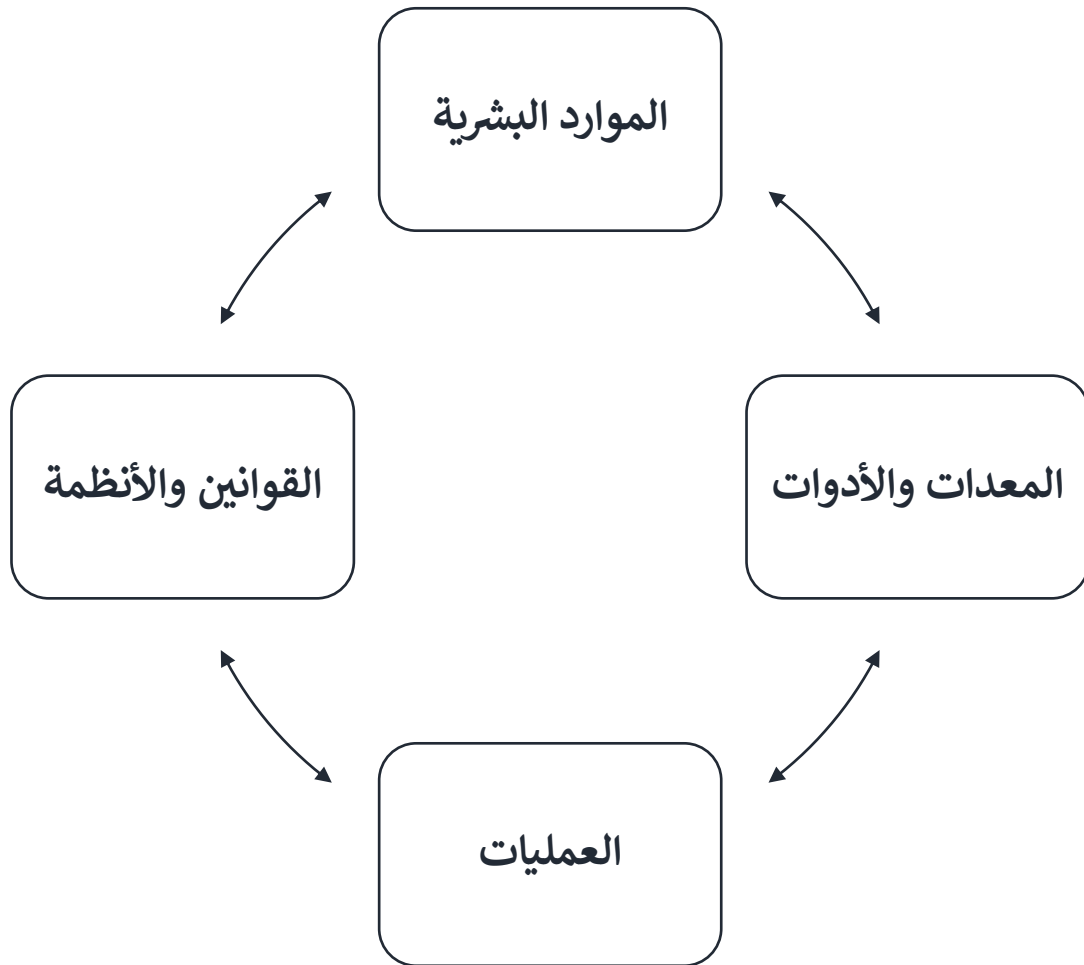 الموارد البشرية
المعدات والأدوات
القوانين والأنظمة
العمليات